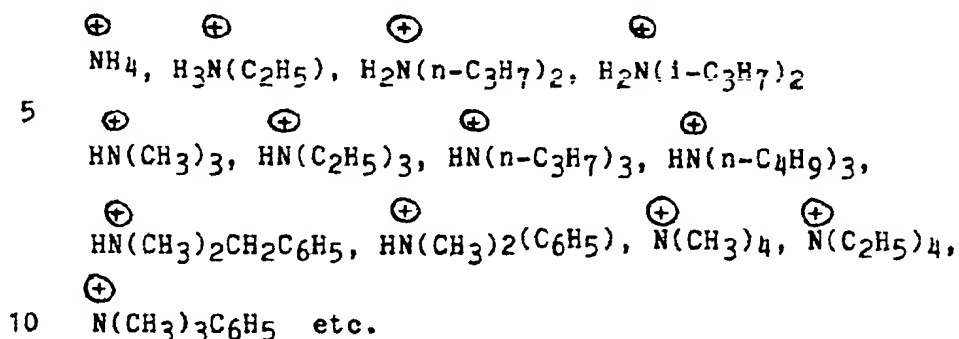 ⊕ ⊕ ⊕ ⊕
NH4, H3N(C2H5), H2N(n-C3H7)2, H2N(i-C3H7)2
5
⊕ ⊕ ⊕ ⊕
HN(CH3)3, HN(C2H5)3, HN(n-C3H7)3, HN(n-C4H9)3,
⊕ ⊕ ⊕ ⊕
HN(CH3)2CH2C6H5, HN(CH3)2(C6H5), N(CH3)4, N(C2H5)4,
⊕
10 N(CH3)3C6H5 etc.